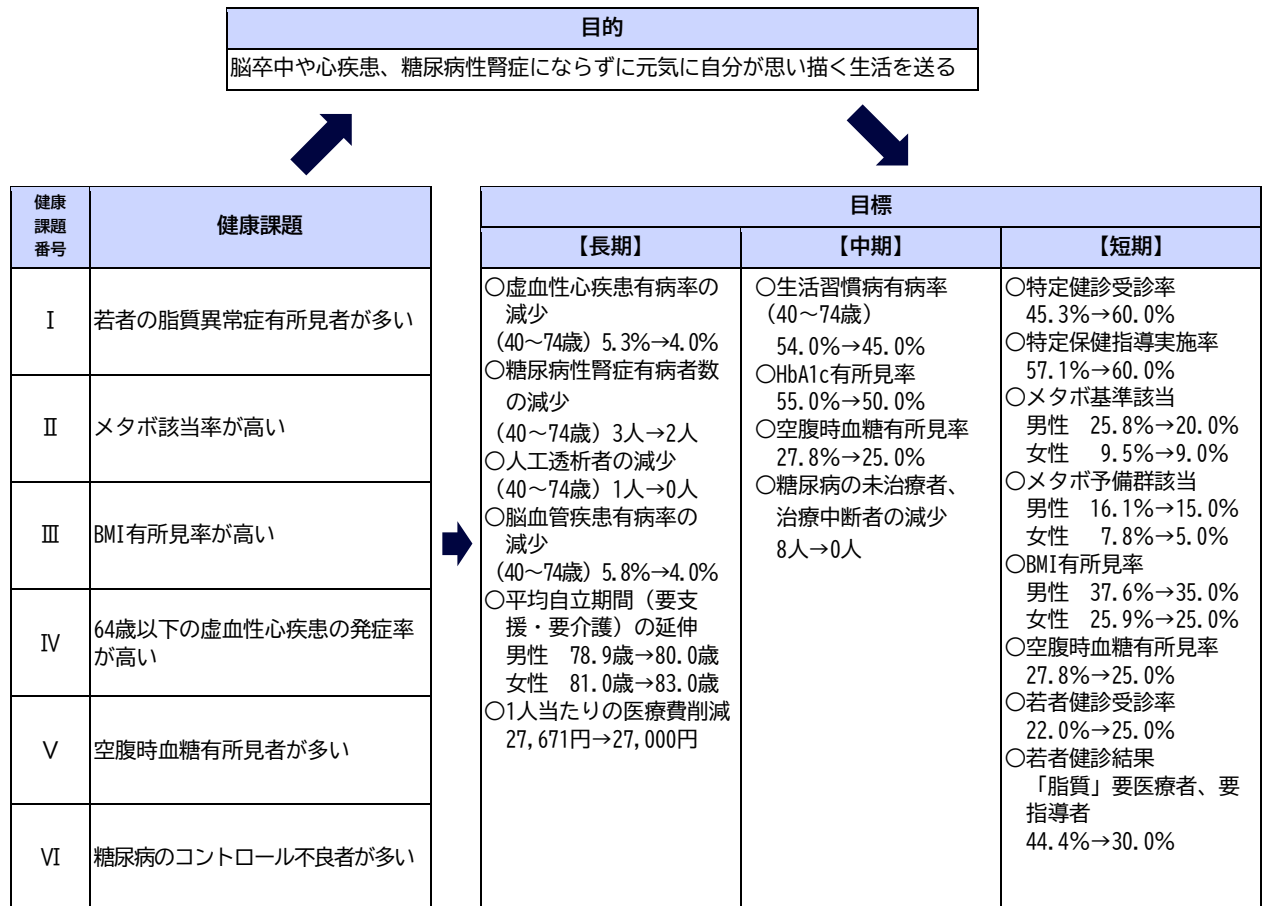 目的
脳卒中や心疾患、糖尿病性腎症にならずに元気に自分が思い描く生活を送る
健康
課題
番号
健康課題
Ⅰ
若者の脂質異常症有所見者が多い
Ⅱ
メタボ該当率が高い
Ⅲ
BMI有所見率が高い
Ⅳ
64歳以下の虚血性心疾患の発症率
が高い
Ⅴ
空腹時血糖有所見者が多い
Ⅵ
糖尿病のコントロール不良者が多い
目標
【長期】
○虚血性心疾患有病率の
減少
(40～74歳) 5.3%→4.0%
○糖尿病性腎症有病者数
の減少
(40～74歳) 3人→2人
○人工透析者の減少
(40～74歳) 1人→0人
○脳血管疾患有病率の
減少
(40～74歳) 5.8%→4.0%
○平均自立期間（要支
援・要介護）の延伸
男性　78.9歳→80.0歳
女性　81.0歳→83.0歳
○1人当たりの医療費削減
27,671円→27,000円
【中期】
○生活習慣病有病率
（40～74歳）
54.0%→45.0%
○HbA1c有所見率
55.0%→50.0%
○空腹時血糖有所見率
27.8%→25.0%
○糖尿病の未治療者、
治療中断者の減少
8人→0人
【短期】
○特定健診受診率
45.3%→60.0%
○特定保健指導実施率
57.1%→60.0%
○メタボ基準該当
男性　25.8%→20.0%
女性　 9.5%→9.0%
○メタボ予備群該当
男性　16.1%→15.0%
女性　 7.8%→5.0%
○BMI有所見率
男性　37.6%→35.0%
女性　25.9%→25.0%
○空腹時血糖有所見率
27.8%→25.0%
○若者健診受診率
22.0%→25.0%
○若者健診結果
「脂質」要医療者、要
指導者
44.4%→30.0%